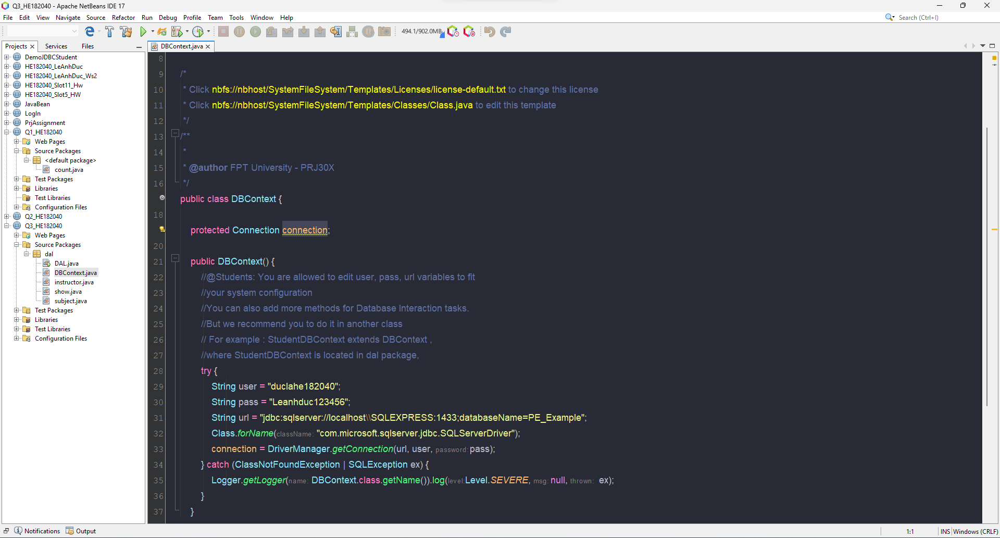 Q3_HE182040 - Apache NetBeans IDE 17
File Edit View Navigate Source Refactor Run Debug Profile Team Tools Window Help
Search (Ctrl+I)
494.1/902.0MB
Projects Services Files
DBContext.java
DemoJDBCStudent
HE182040_LeAnhDuc
HE182040_LeAnhDuc_Ws2
HE182040_Slot11_Hw
HE182040_Slot5_HW
JavaBean
LogIn
PrjAssignment
Q1_HE182040
Web Pages
Source Packages
<default package>
count.java
Test Packages
Libraries
Test Libraries
Configuration Files
Q2_HE182040
Q3_HE182040
Web Pages
Source Packages
dal
DAL.java
DBContext.java
instructor.java
show.java
subject.java
Test Packages
Libraries
Test Libraries
Configuration Files
8
9 /*
10 * Click nbfs://nbhost/SystemFileSystem/Templates/Licenses/license-default.txt to change this license
11 * Click nbfs://nbhost/SystemFileSystem/Templates/Classes/Class.java to edit this template
12 */
13 /**
14 *
15 * @author FPT University - PRJ30X
16 */
public class DBContext {
18
protected Connection connection;
20
21 public DBContext() {
22 //@Students: You are allowed to edit user, pass, url variables to fit
23 //your system configuration
24 //You can also add more methods for Database Interaction tasks.
25 //But we recommend you to do it in another class
26 // For example : StudentDBContext extends DBContext ,
27 //where StudentDBContext is located in dal package,
28 try {
29 String user = "duclahe182040";
30 String pass = "Leanhduc123456";
31 String url = "jdbc:sqlserver://localhost\\SQLEXPRESS:1433;databaseName=PE_Example";
32 Class.forName(className: "com.microsoft.sqlserver.jdbc.SQLServerDriver");
33 connection = DriverManager.getConnection(url, user, password: pass);
34 } catch (ClassNotFoundException | SQLException ex) {
35 Logger.getLogger(name: DBContext.class.getName()).log(level: Level.SEVERE, msg: null, thrown: ex);
36 }
37 }
Notifications Output
1:1 INS Windows (CRLF)